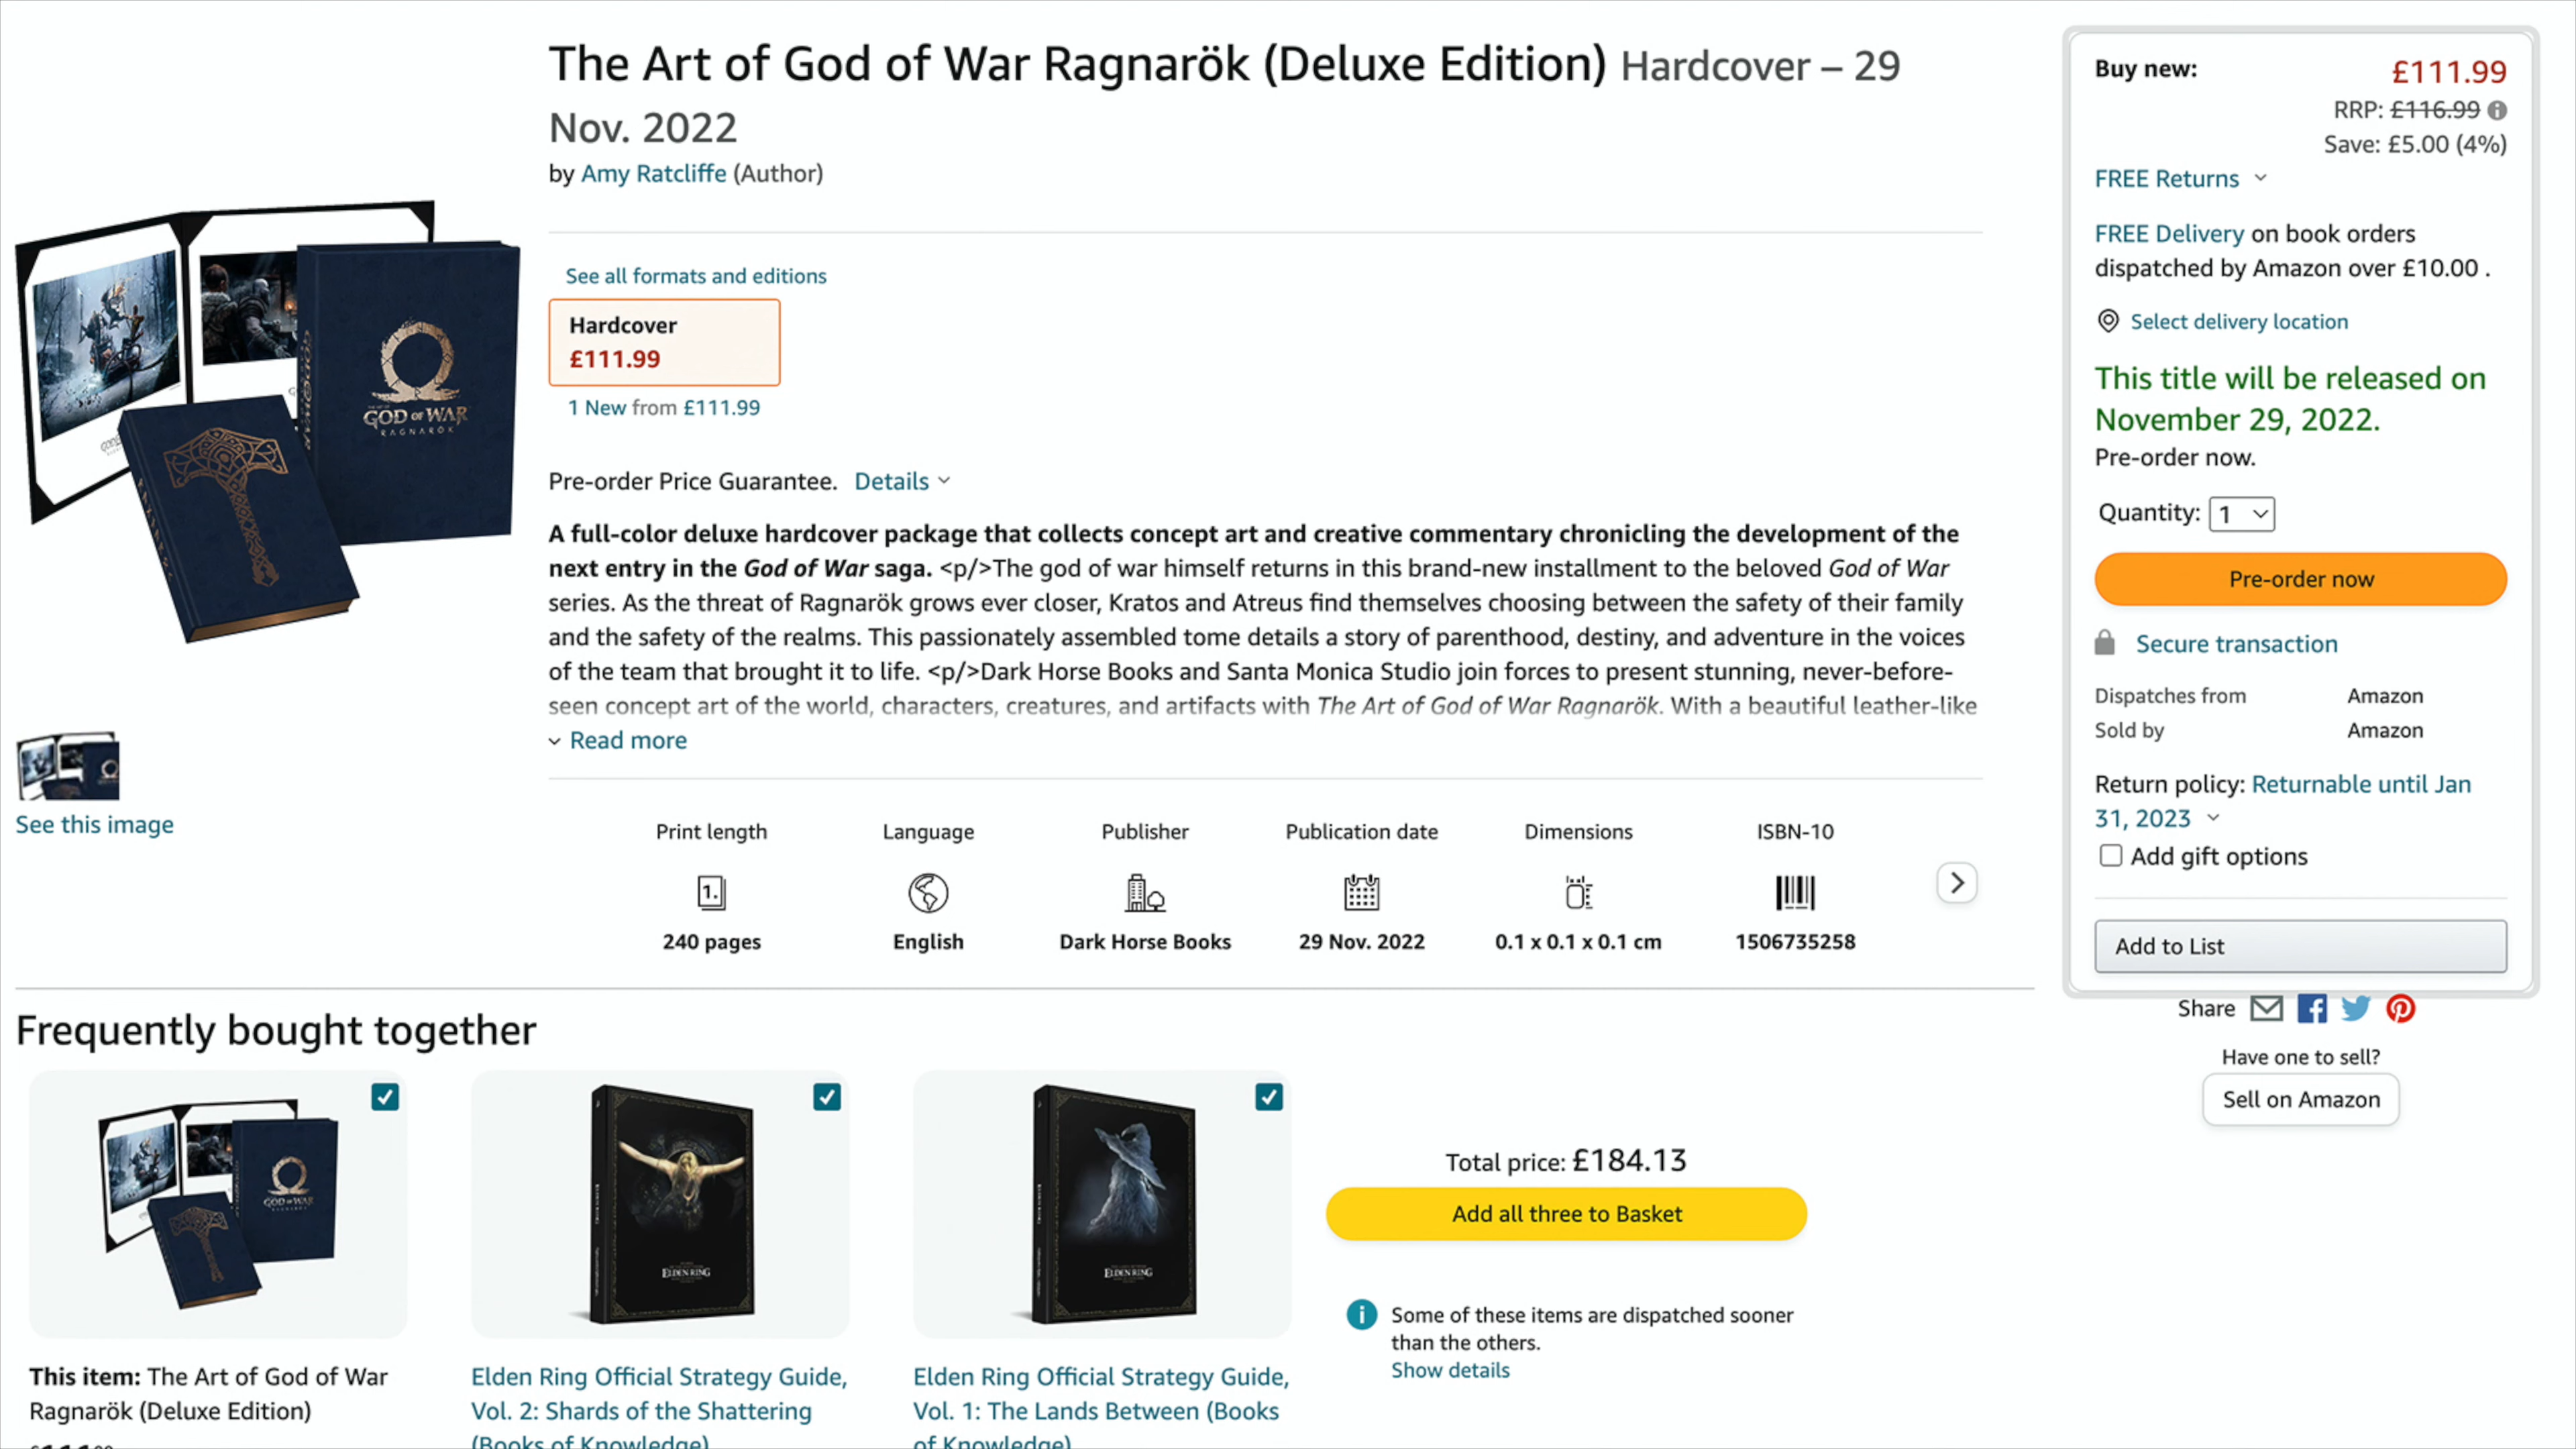 The Art of God of War Ragnarök (Deluxe Edition) Hardcover – 29
Nov. 2022
by Amy Ratcliffe (Author)
See all formats and editions
Hardcover
£111.99
1 New from £111.99
Pre-order Price Guarantee. Details
A full-color deluxe hardcover package that collects concept art and creative commentary chronicling the development of the
next entry in the God of War saga. <p/>The god of war himself returns in this brand-new installment to the beloved God of War
series. As the threat of Ragnarök grows ever closer, Kratos and Atreus find themselves choosing between the safety of their family
and the safety of the realms. This passionately assembled tome details a story of parenthood, destiny, and adventure in the voices
of the team that brought it to life. <p/>Dark Horse Books and Santa Monica Studio join forces to present stunning, never-before-
seen concept art of the world, characters, creatures, and artifacts with The Art of God of War Ragnarök. With a beautiful leather-like
Read more
GOD OF WAR
RAGNARÖK
See this image
Print length
1.
240 pages
Language
English
Publisher
Dark Horse Books
Publication date
29 Nov. 2022
Dimensions
0.1 x 0.1 x 0.1 cm
ISBN-10
1506735258
Buy new: £111.99
RRP: £116.99
Save: £5.00 (4%)
FREE Returns
FREE Delivery on book orders
dispatched by Amazon over £10.00 .
Select delivery location
This title will be released on
November 29, 2022.
Pre-order now.
Quantity: 1
Pre-order now
Secure transaction
Dispatches from Amazon
Sold by Amazon
Return policy: Returnable until Jan
31, 2023
Add gift options
Add to List
Share
Have one to sell?
Sell on Amazon
Frequently bought together
GOD OF WAR
ELDEN RING
ELDEN RING
This item: The Art of God of War
Ragnarök (Deluxe Edition)
Elden Ring Official Strategy Guide,
Vol. 2: Shards of the Shattering
(Books of Knowledge)
Elden Ring Official Strategy Guide,
Vol. 1: The Lands Between (Books
of Knowledge)
Total price: £184.13
Add all three to Basket
Some of these items are dispatched sooner
than the others.
Show details